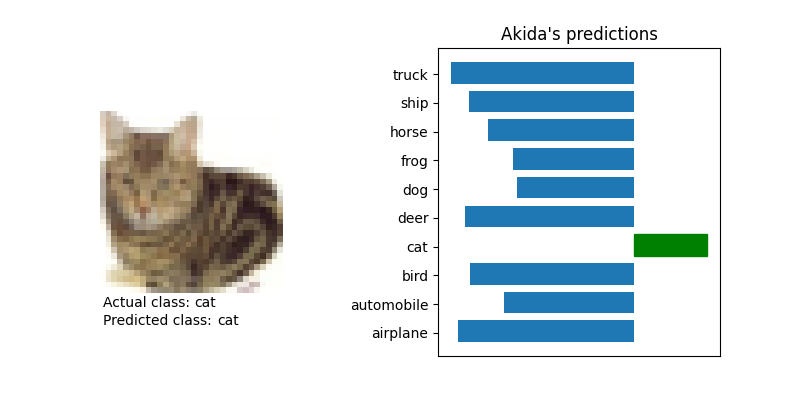 Akida's predictions
truck
ship
horse
frog
dog
deer
cat
bird
automobile
airplane
Actual class: cat
Predicted class: cat